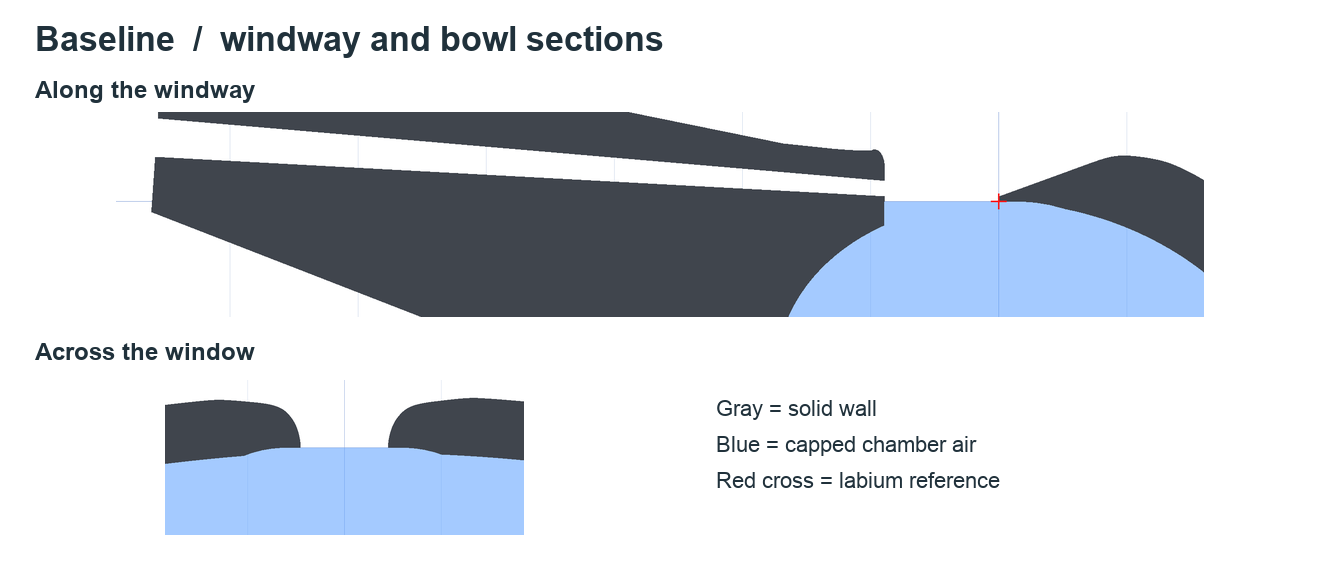 Baseline / windway and bowl sections
Along the windway
Across the window
Gray = solid wall
Blue = capped chamber air
Red cross = labium reference